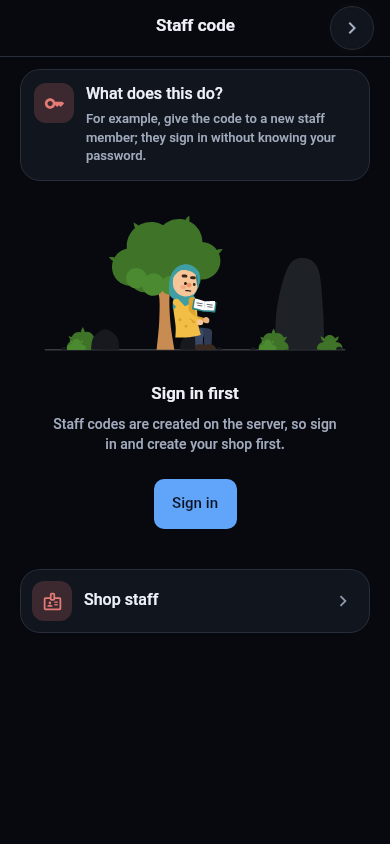 Staff code
What does this do?
For example, give the code to a new staff
member; they sign in without knowing your
password.
Sign in first
Staff codes are created on the server, so sign
in and create your shop first.
Sign in
Shop staff